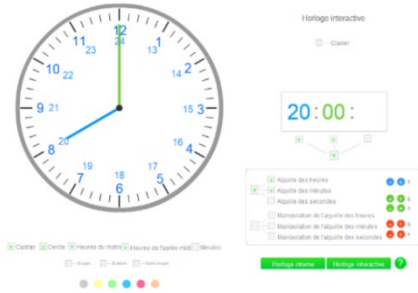 Horloge interactive
12
24
11
23
13
1
10
22
14
2
9
21
15
3
20:00:
8
20
16
4
7
19
18
17
5
6
Aiguille des heures
Aiguille des minutes
Aiguille des secondes
Manipulation de l'aiguille des heures
Manipulation de l'aiguille des minutes
Manipulation de l'aiguille des secondes
Cadran
Cercle
Heures du matin
Heures de l'après-midi
Minutes
Horloge interne
Horloge interactive
?